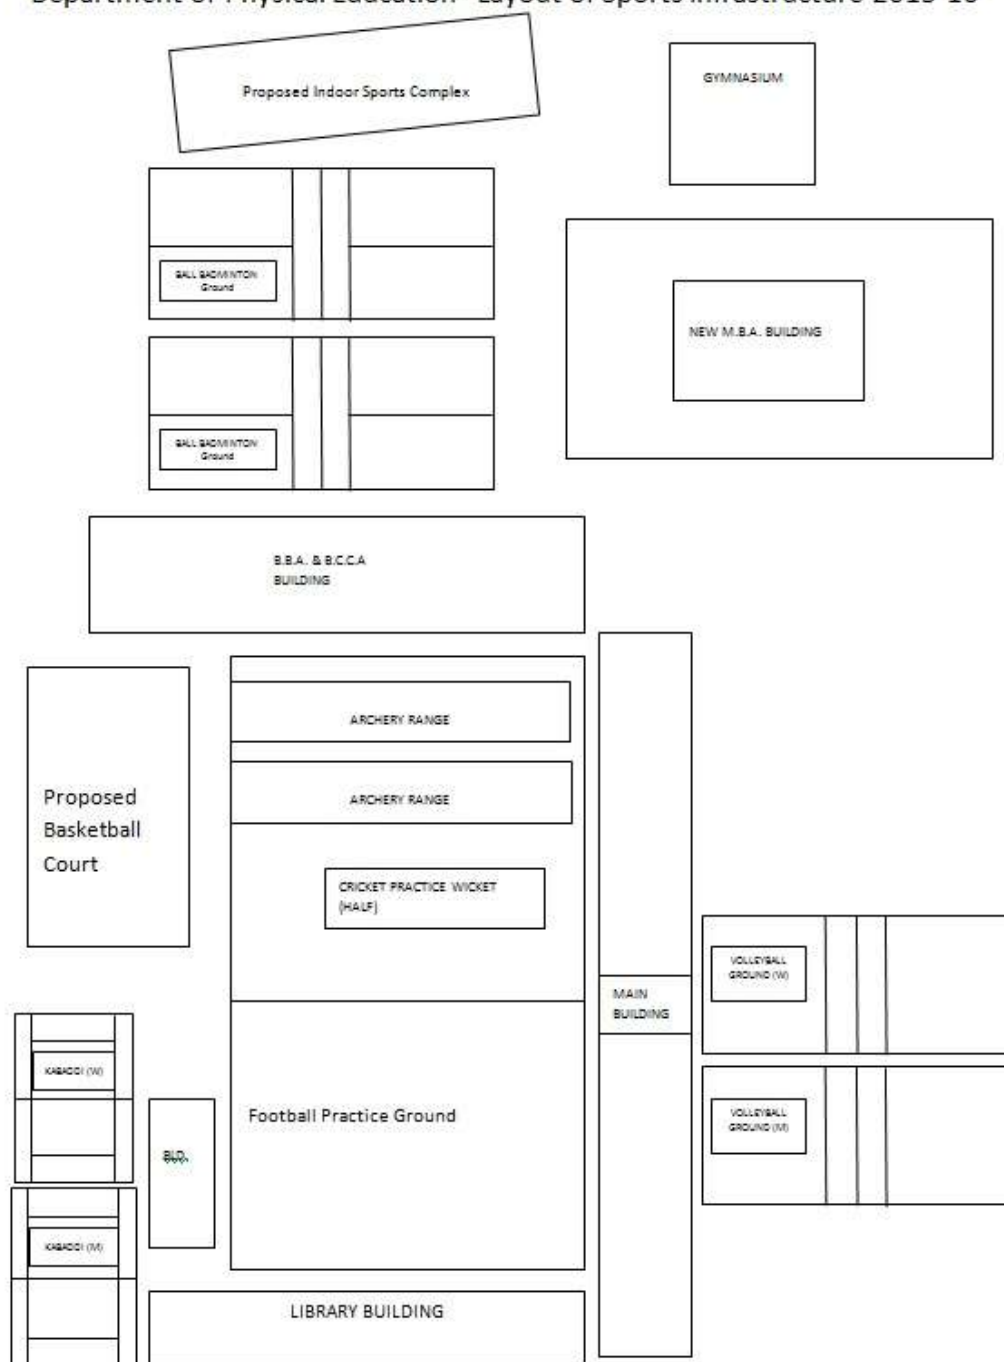 Department of Physical Education - Layout of Sports Infrastructure 2015-16
Proposed Indoor Sports Complex
GYMNASIUM
BALL BADMINTON
Ground
NEW M.B.A. BUILDING
BALL BADMINTON
Ground
B.B.A. & B.C.C.A
BUILDING
ARCHERY RANGE
ARCHERY RANGE
Proposed
Basketball
Court
CRICKET PRACTICE WICKET
(HALF)
VOLLEYBALL
GROUND (W)
MAIN
BUILDING
KABADDI (W)
Football Practice Ground
VOLLEYBALL
GROUND (M)
BLD.
KABADDI (M)
LIBRARY BUILDING